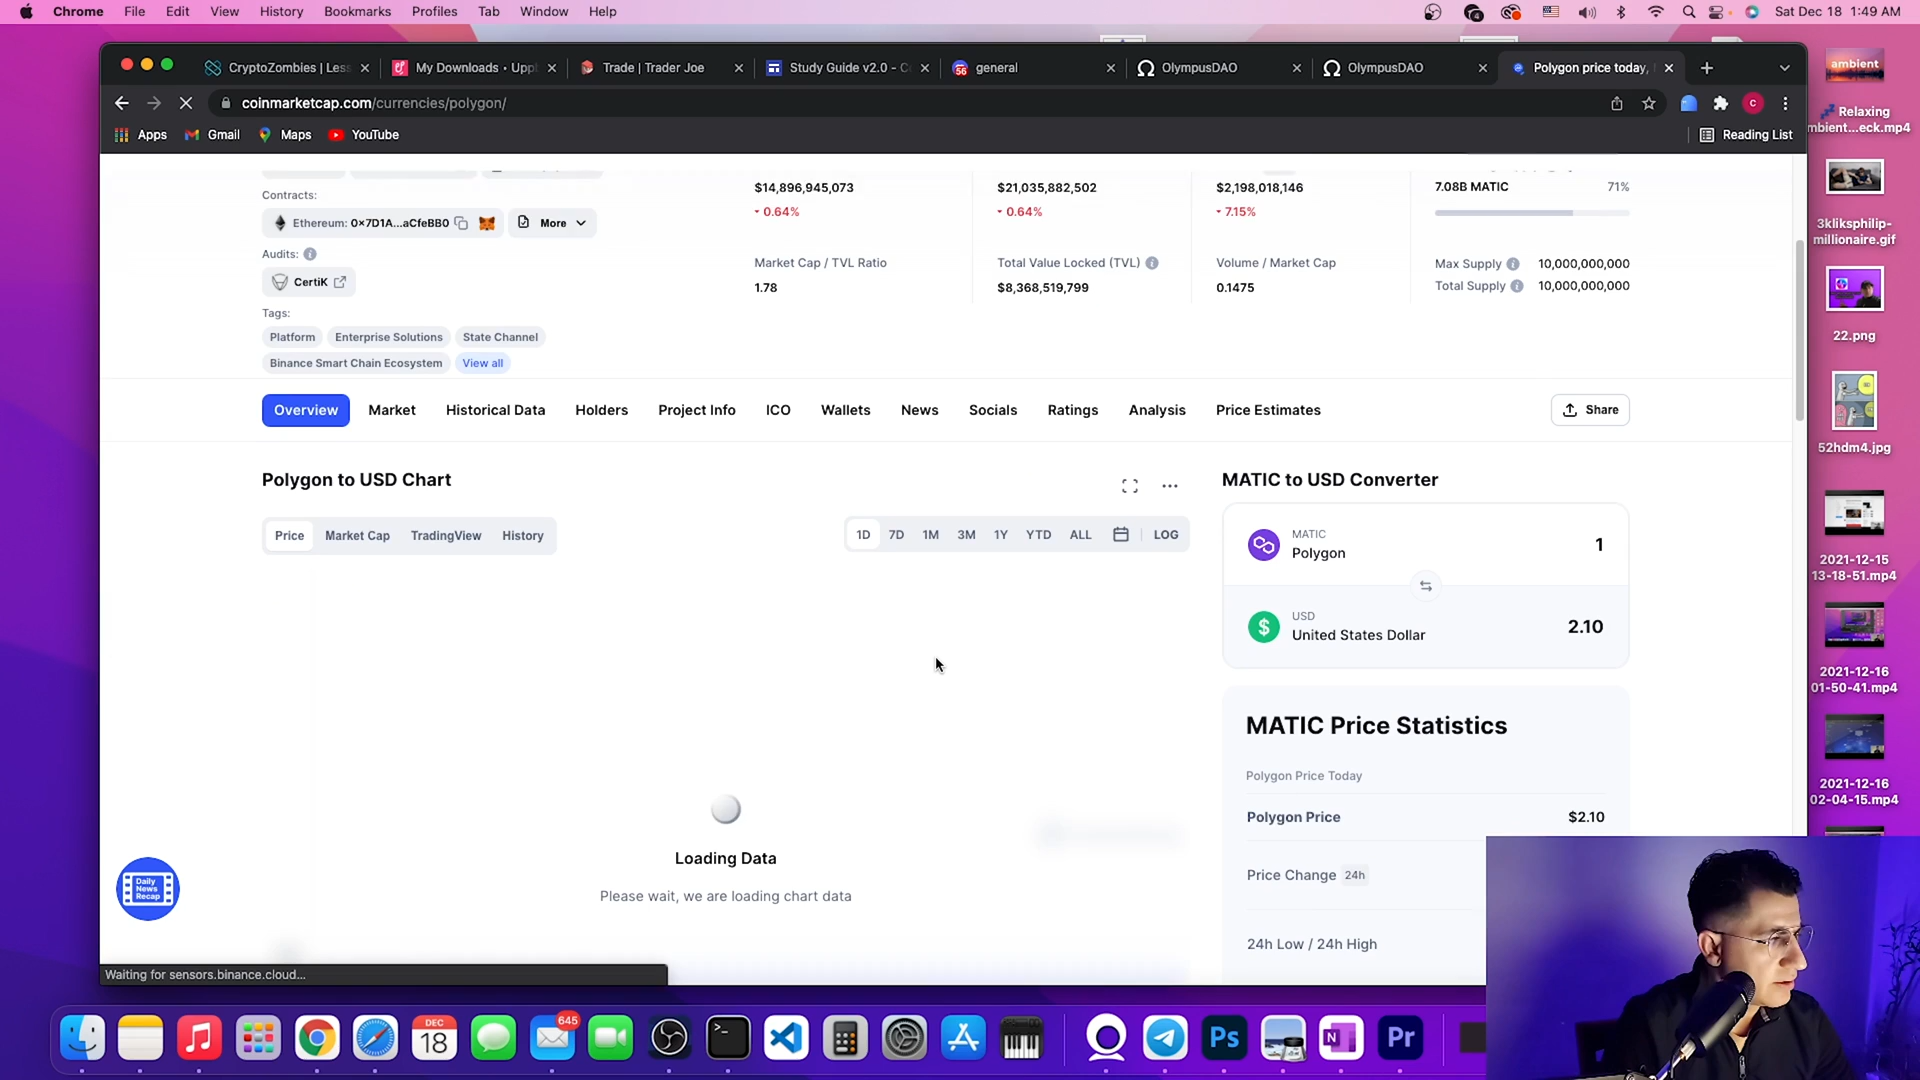 Chrome File Edit View History Bookmarks Profiles Tab Window Help
4
Sat Dec 18 1:49 AM
CryptoZombies | Les
My Downloads • Upp
Trade | Trader Joe
Study Guide v2.0 - C
56 general
OlympusDAO
OlympusDAO
Polygon price today,
coinmarketcap.com/currencies/polygon/
C
Apps Gmail Maps YouTube
Reading List
$14,896,945,073
0.64%
$21,035,882,502
0.64%
$2,198,018,146
7.15%
7.08B MATIC 71%
Contracts:
Ethereum: 0x7D1A...aCfeBB0 More
Audits:
CertiK
Tags:
Platform Enterprise Solutions State Channel
Binance Smart Chain Ecosystem View all
Market Cap / TVL Ratio
1.78
Total Value Locked (TVL)
$8,368,519,799
Volume / Market Cap
0.1475
Max Supply 10,000,000,000
Total Supply 10,000,000,000
Overview Market Historical Data Holders Project Info ICO Wallets News Socials Ratings Analysis Price Estimates
Share
Polygon to USD Chart
Price Market Cap TradingView History
1D 7D 1M 3M 1Y YTD ALL LOG
Loading Data
Please wait, we are loading chart data
MATIC to USD Converter
MATIC
Polygon 1
USD
United States Dollar 2.10
MATIC Price Statistics
Polygon Price Today
Polygon Price $2.10
Price Change 24h
24h Low / 24h High
Daily
News
Recap
Waiting for sensors.binance.cloud...
ambient
Relaxing
mbient...eck.mp4
3kliksphilip-
millionaire.gif
22.png
52hdm4.jpg
2021-12-15
13-18-51.mp4
2021-12-16
01-50-41.mp4
2021-12-16
02-04-15.mp4
DEC
18
645
Ps
N
Pr